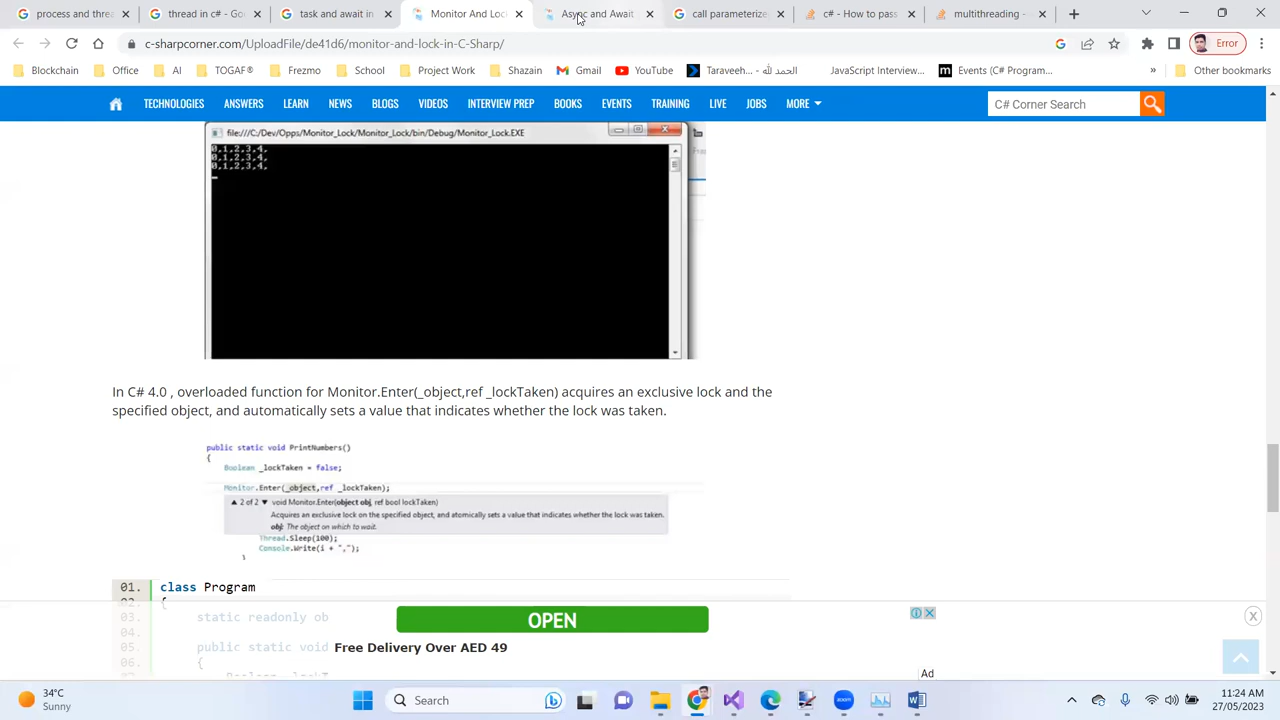 process and thread
thread in c# - Go
task and await in
Monitor And Lock
Async and Await
call parameterize
c# - How to pass
multithreading -
c-sharpcorner.com/UploadFile/de41d6/monitor-and-lock-in-C-Sharp/
Error
Blockchain
Office
AI
TOGAF®
Frezmo
School
Project Work
Shazain
Gmail
YouTube
Taraweeh... - الحمد لله
JavaScript Interview...
Events (C# Program...
»
Other bookmarks
TECHNOLOGIES
ANSWERS
LEARN
NEWS
BLOGS
VIDEOS
INTERVIEW PREP
BOOKS
EVENTS
TRAINING
LIVE
JOBS
MORE
C# Corner Search
file:///C:/Dev/Opps/Monitor_Lock/Monitor_Lock/bin/Debug/Monitor_Lock.EXE
0,1,2,3,4,
0,1,2,3,4,
0,1,2,3,4,
In C# 4.0 , overloaded function for Monitor.Enter(_object,ref _lockTaken) acquires an exclusive lock and the
specified object, and automatically sets a value that indicates whether the lock was taken.
public static void PrintNumbers()
{
Boolean _lockTaken = false;
Monitor.Enter(_object,ref _lockTaken);
▲ 2 of 2 ▼ void Monitor.Enter(object obj, ref bool lockTaken)
Acquires an exclusive lock on the specified object, and atomically sets a value that indicates whether the lock was taken.
obj: The object on which to wait.
Thread.Sleep(100);
Console.Write(i + ",");
}
01. class Program
02. {
03. static readonly ob
04.
05. public static void
06. {
OPEN
Free Delivery Over AED 49
Ad
34°C
Sunny
Search
zoom
11:24 AM
27/05/2023